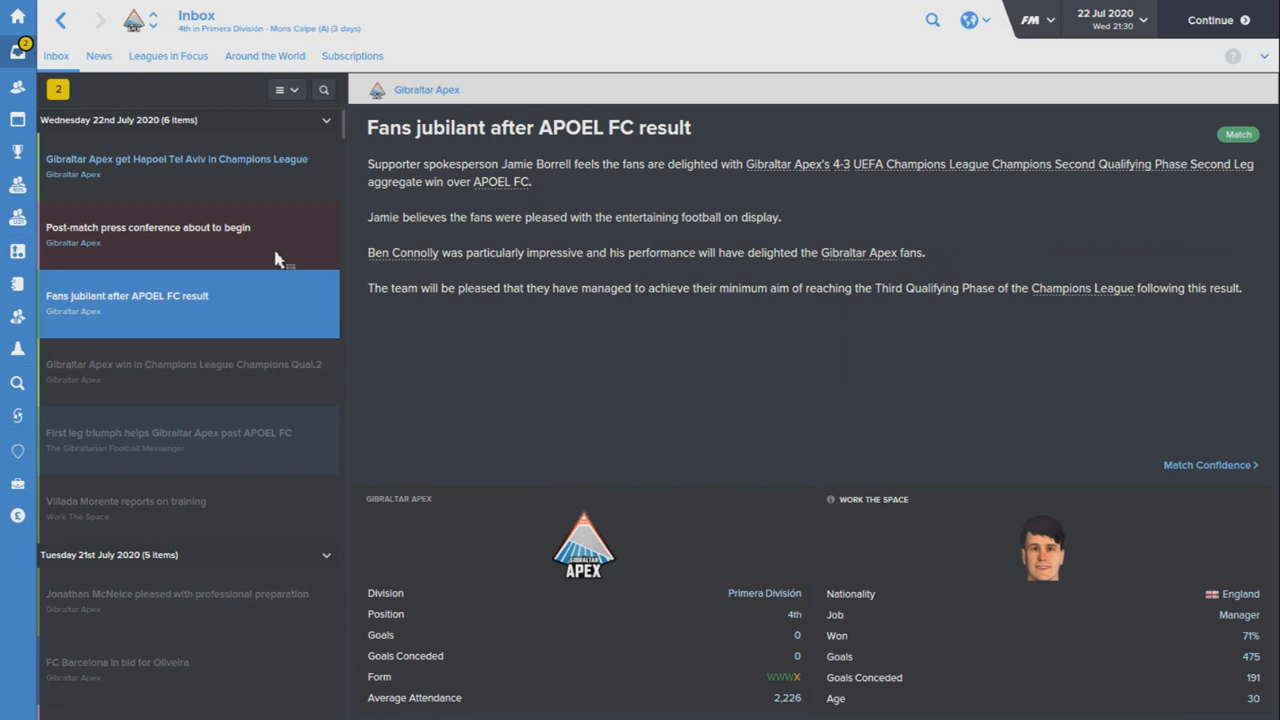 Inbox
4th in Primera División - Mons Calpe (A) (3 days)
FM
22 Jul 2020
Wed 21:30
Continue
2
Inbox
News
Leagues in Focus
Around the World
Subscriptions
2
Gibraltar Apex
Wednesday 22nd July 2020 (6 items)
Gibraltar Apex get Hapoel Tel Aviv in Champions League
Gibraltar Apex
Post-match press conference about to begin
Gibraltar Apex
Fans jubilant after APOEL FC result
Gibraltar Apex
Gibraltar Apex win in Champions League Champions Qual.2
Gibraltar Apex
First leg triumph helps Gibraltar Apex past APOEL FC
The Gibraltarian Football Messenger
Villada Morente reports on training
Work The Space
Tuesday 21st July 2020 (5 items)
Jonathan McNeice pleased with professional preparation
Gibraltar Apex
FC Barcelona in bid for Oliveira
Gibraltar Apex
Fans jubilant after APOEL FC result
Match
Supporter spokesperson Jamie Borrell feels the fans are delighted with Gibraltar Apex's 4-3 UEFA Champions League Champions Second Qualifying Phase Second Leg
aggregate win over APOEL FC.
Jamie believes the fans were pleased with the entertaining football on display.
Ben Connolly was particularly impressive and his performance will have delighted the Gibraltar Apex fans.
The team will be pleased that they have managed to achieve their minimum aim of reaching the Third Qualifying Phase of the Champions League following this result.
Match Confidence
GIBRALTAR APEX
GIBRALTAR
APEX
Division Primera División
Position 4th
Goals 0
Goals Conceded 0
Form WWWX
Average Attendance 2,226
WORK THE SPACE
Nationality England
Job Manager
Won 71%
Goals 475
Goals Conceded 191
Age 30